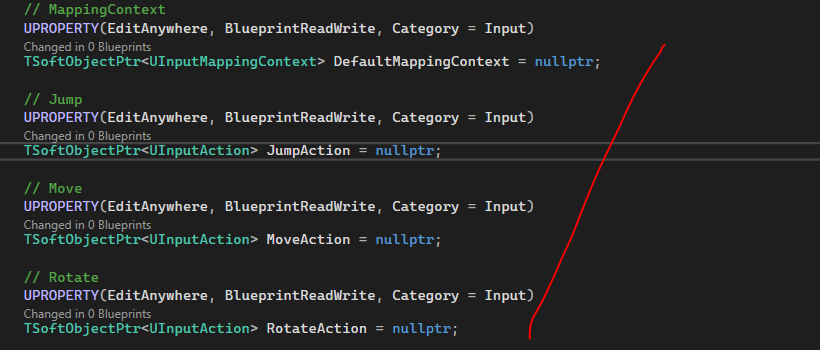 // MappingContext
UPROPERTY(EditAnywhere, BlueprintReadWrite, Category = Input)
Changed in 0 Blueprints
TSoftObjectPtr<UInputMappingContext> DefaultMappingContext = nullptr;
// Jump
UPROPERTY(EditAnywhere, BlueprintReadWrite, Category = Input)
Changed in 0 Blueprints
TSoftObjectPtr<UInputAction> JumpAction = nullptr;
// Move
UPROPERTY(EditAnywhere, BlueprintReadWrite, Category = Input)
Changed in 0 Blueprints
TSoftObjectPtr<UInputAction> MoveAction = nullptr;
// Rotate
UPROPERTY(EditAnywhere, BlueprintReadWrite, Category = Input)
Changed in 0 Blueprints
TSoftObjectPtr<UInputAction> RotateAction = nullptr;